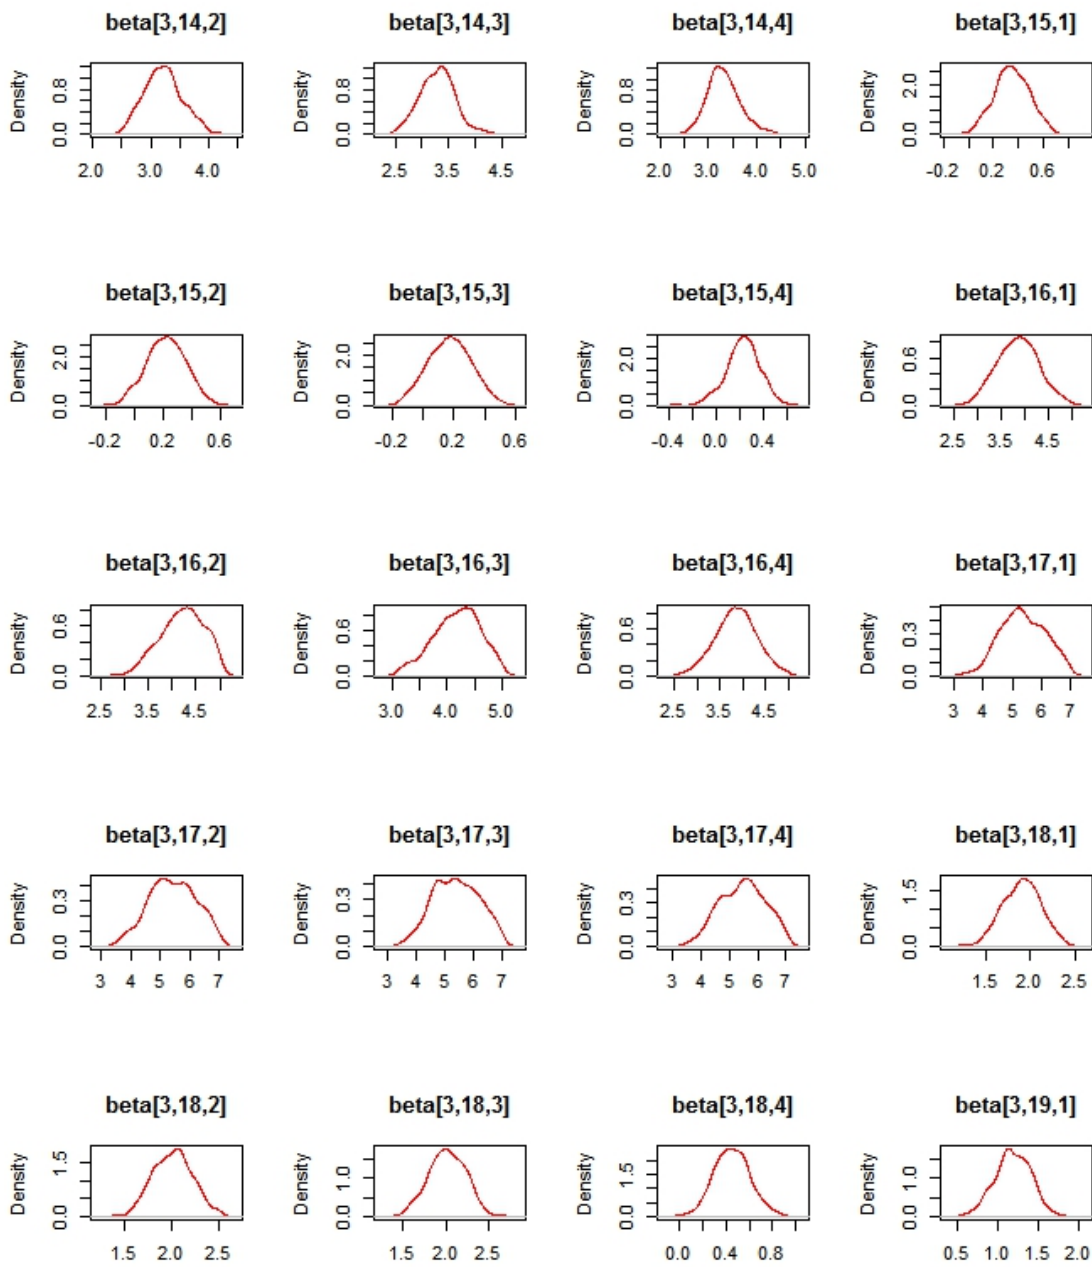 beta[3,14,2] beta[3,14,3] beta[3,14,4] beta[3,15,1]
Density 0.0 0.8 Density 0.0 0.8 Density 0.0 0.8 Density 0.0 2.0
2.0 3.0 4.0 2.5 3.5 4.5 2.0 3.0 4.0 5.0 -0.2 0.2 0.6
beta[3,15,2] beta[3,15,3] beta[3,15,4] beta[3,16,1]
Density 0.0 2.0 Density 0.0 2.0 Density 0.0 2.0 Density 0.0 0.6
-0.2 0.2 0.6 -0.2 0.2 0.6 -0.4 0.0 0.4 2.5 3.5 4.5
beta[3,16,2] beta[3,16,3] beta[3,16,4] beta[3,17,1]
Density 0.0 0.6 Density 0.0 0.6 Density 0.0 0.6 Density 0.0 0.3
2.5 3.5 4.5 3.0 4.0 5.0 2.5 3.5 4.5 3 4 5 6 7
beta[3,17,2] beta[3,17,3] beta[3,17,4] beta[3,18,1]
Density 0.0 0.3 Density 0.0 0.3 Density 0.0 0.3 Density 0.0 1.5
3 4 5 6 7 3 4 5 6 7 3 4 5 6 7 1.5 2.0 2.5
beta[3,18,2] beta[3,18,3] beta[3,18,4] beta[3,19,1]
Density 0.0 1.5 Density 0.0 1.0 Density 0.0 1.5 Density 0.0 1.0
1.5 2.0 2.5 1.5 2.0 2.5 0.0 0.4 0.8 0.5 1.0 1.5 2.0